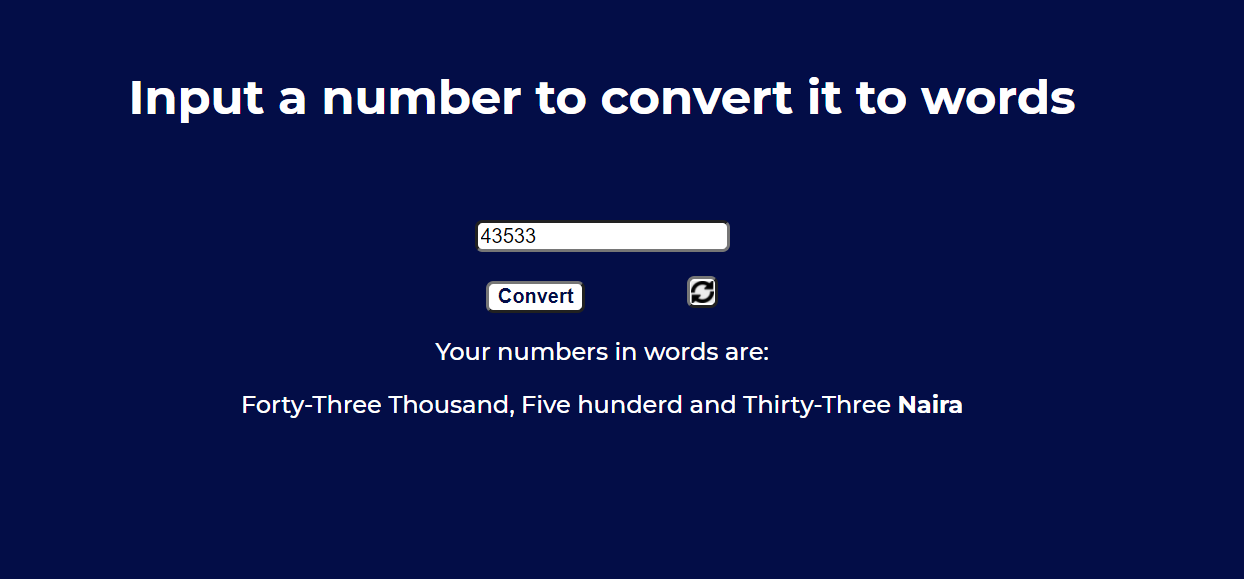 Input a number to convert it to words
43533
Convert
Your numbers in words are:
Forty-Three Thousand, Five hunderd and Thirty-Three Naira